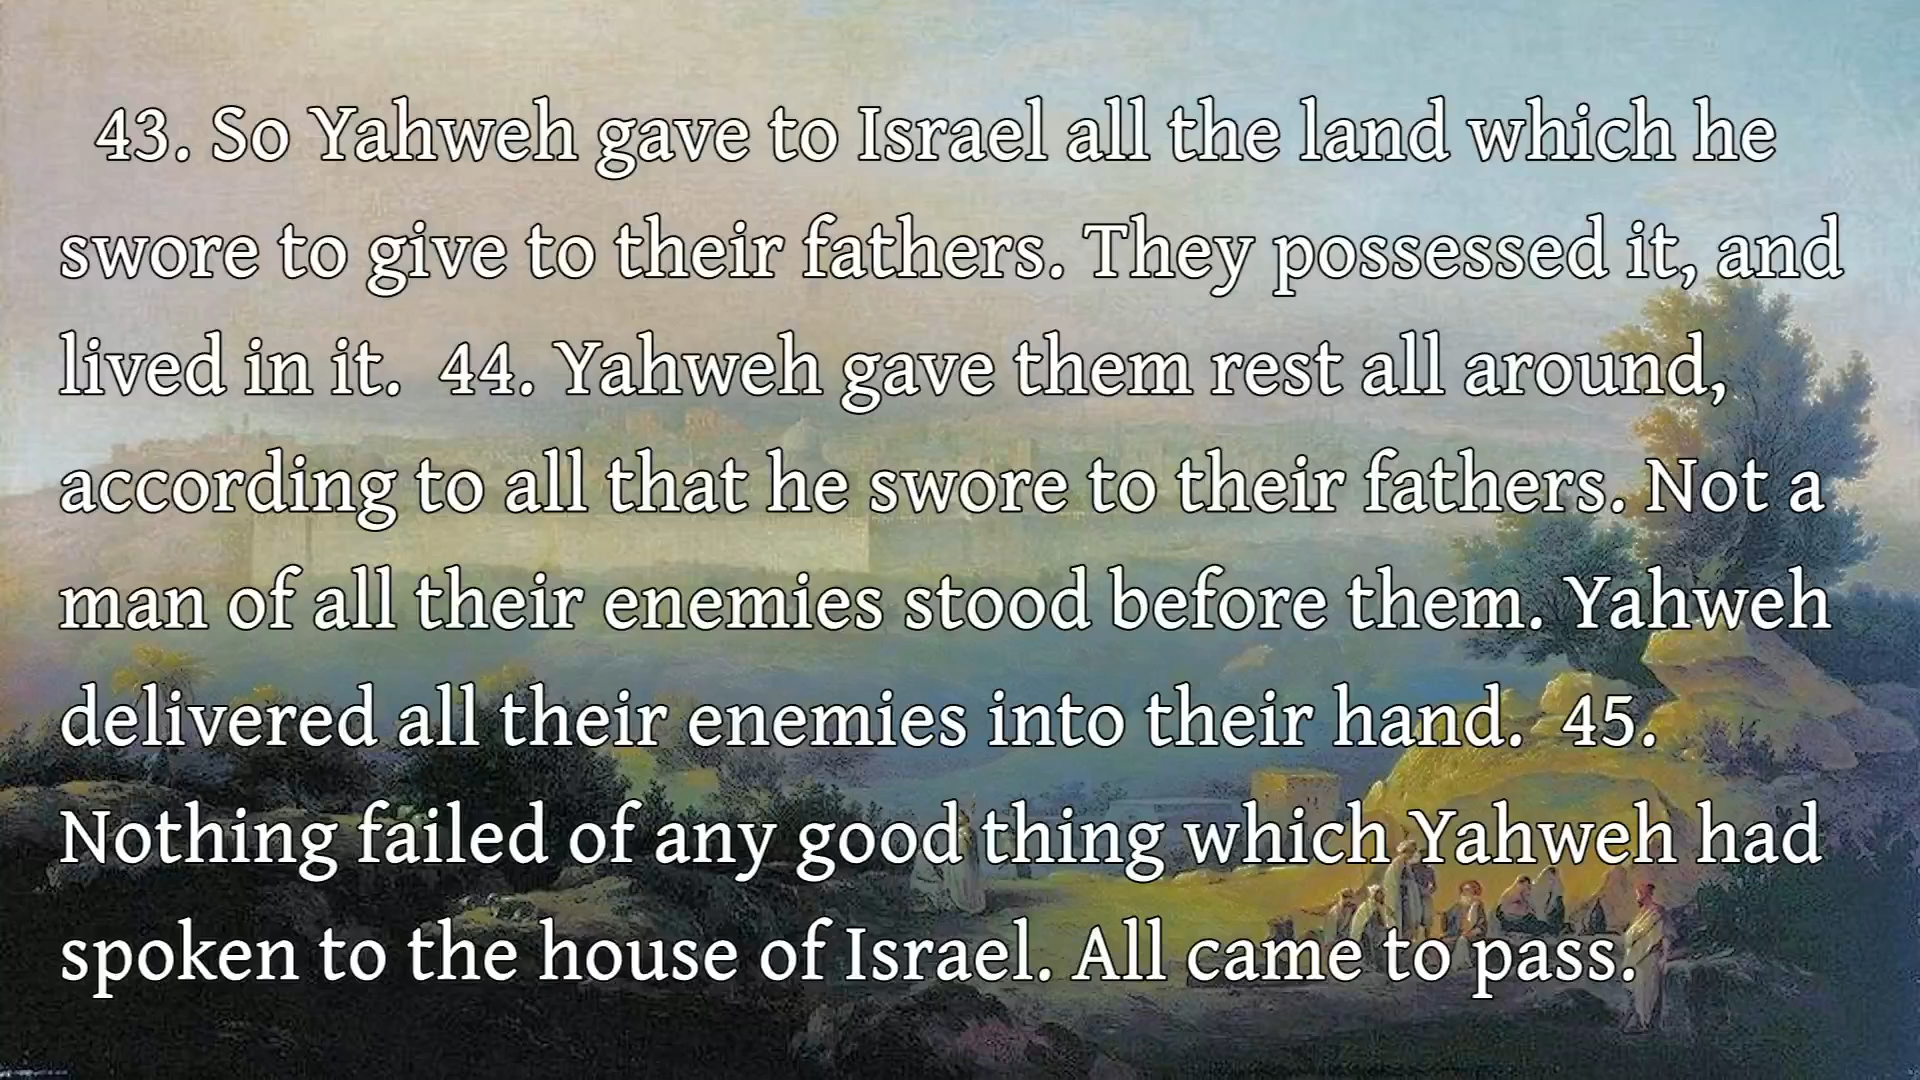 43. So Yahweh gave to Israel all the land which he
swore to give to their fathers. They possessed it, and
lived in it.  44. Yahweh gave them rest all around,
according to all that he swore to their fathers. Not a
man of all their enemies stood before them. Yahweh
delivered all their enemies into their hand.  45.
Nothing failed of any good thing which Yahweh had
spoken to the house of Israel. All came to pass.